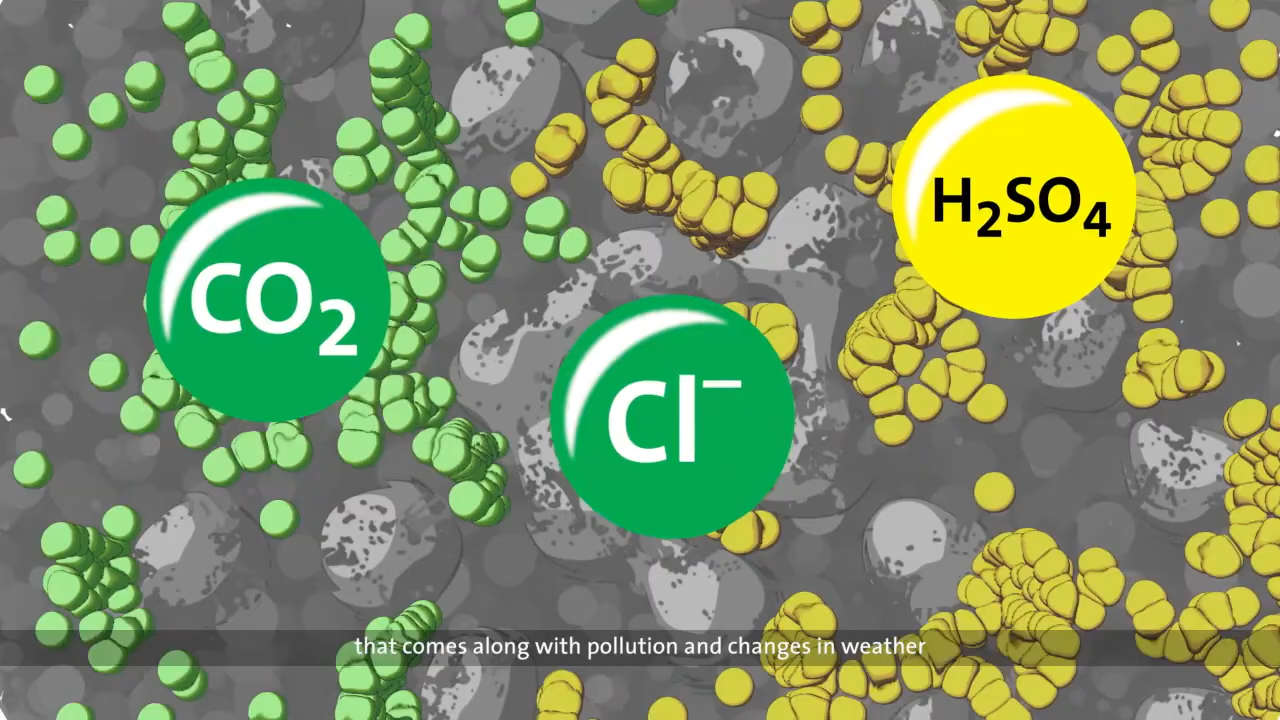 CO₂
H₂SO₄
Cl⁻
that comes along with pollution and changes in weather